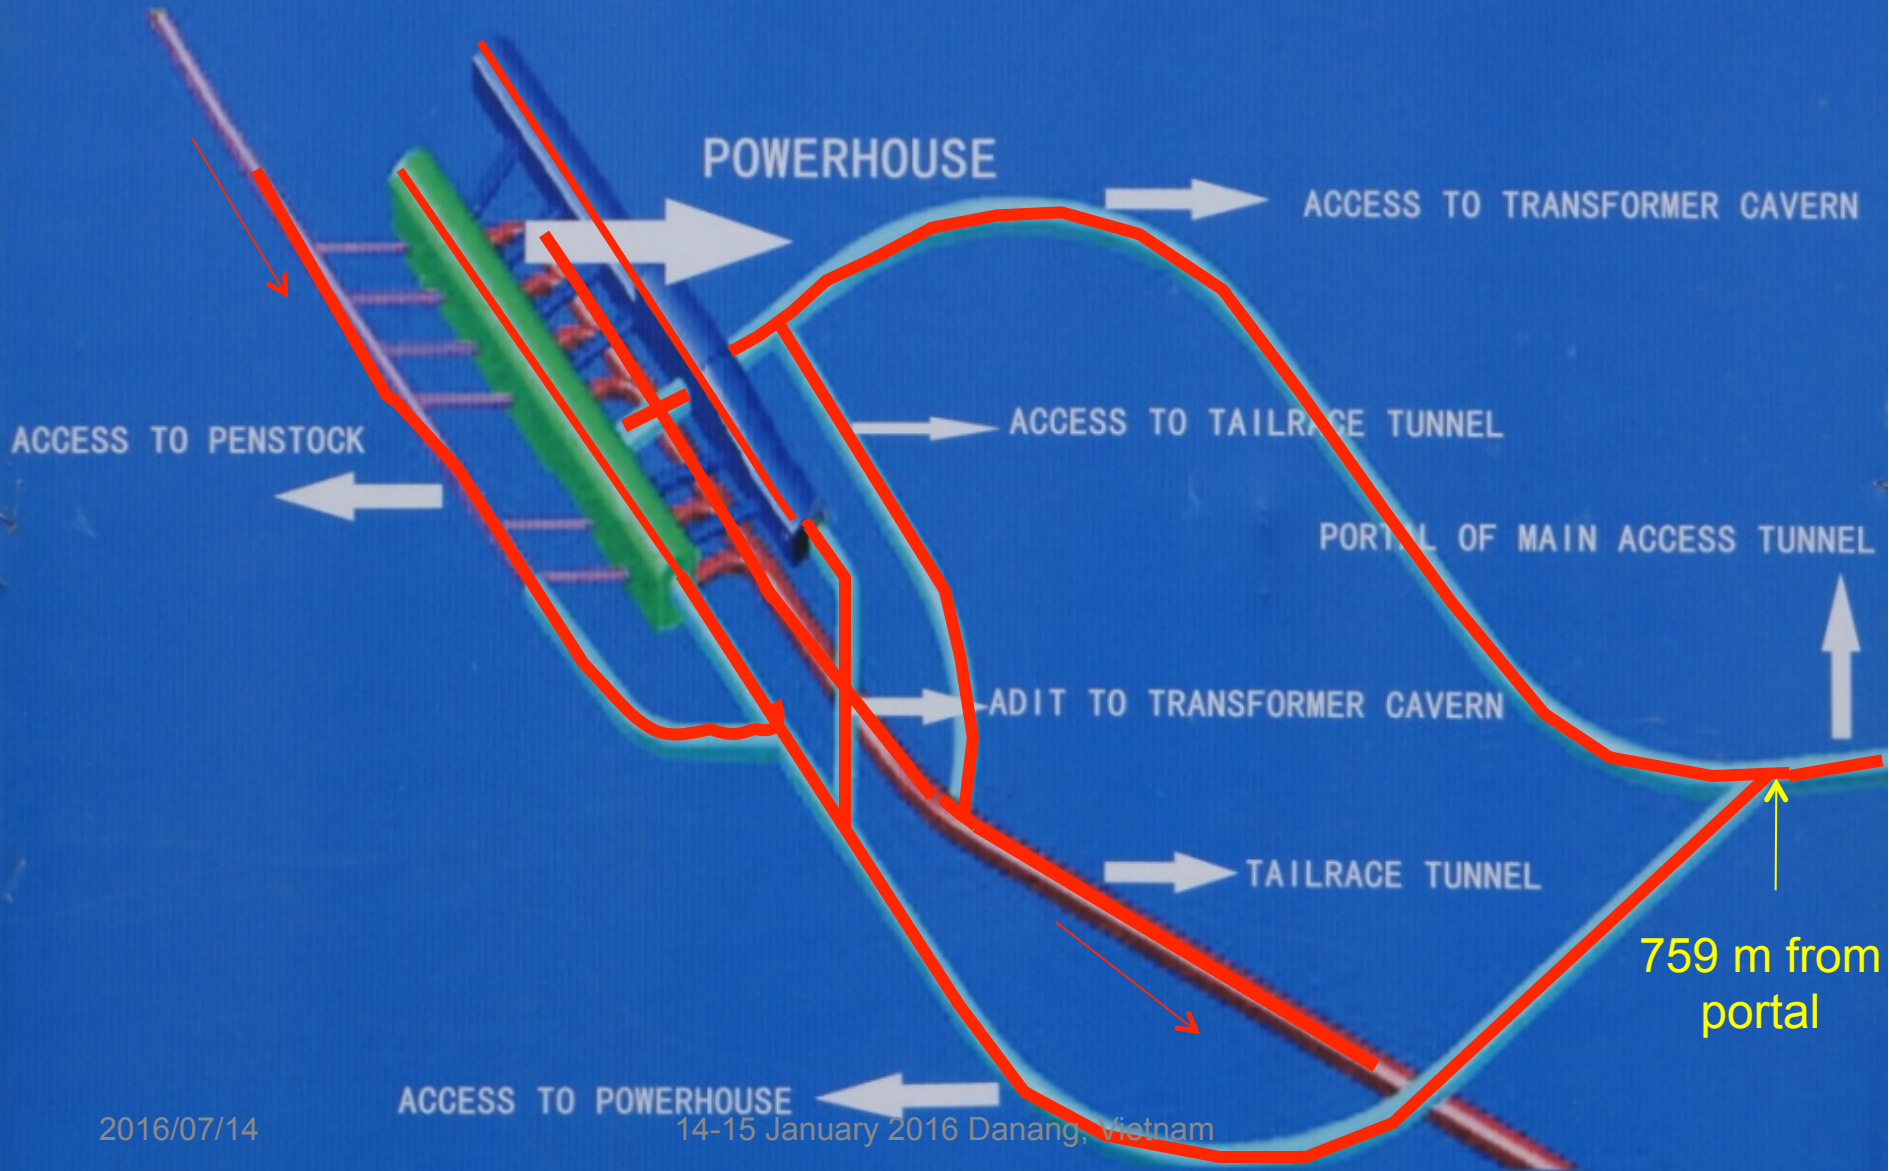 POWERHOUSE
ACCESS TO TRANSFORMER CAVERN
ACCESS TO TAILRACE TUNNEL
ACCESS TO PENSTOCK
PORTAL OF MAIN ACCESS TUNNEL
ADIT TO TRANSFORMER CAVERN
TAILRACE TUNNEL
759 m from
portal
ACCESS TO POWERHOUSE
2016/07/14
14-15 January 2016 Danang, Vietnam